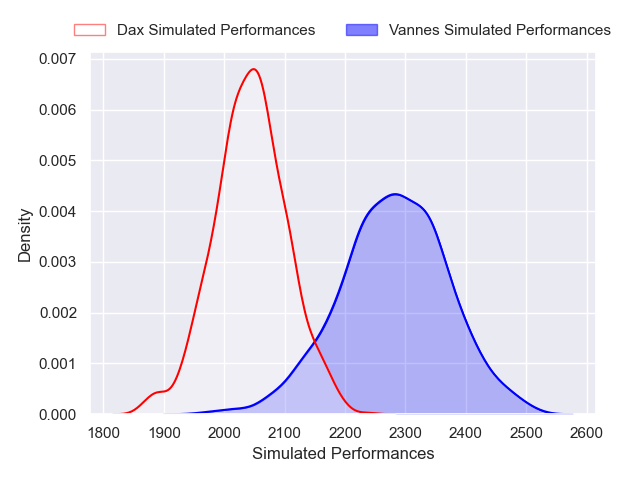 Dax Simulated Performances Vannes Simulated Performances
0.007
0.006
0.005
0.004
0.003
0.002
0.001
0.000
Density
1800 1900 2000 2100 2200 2300 2400 2500 2600
Simulated Performances